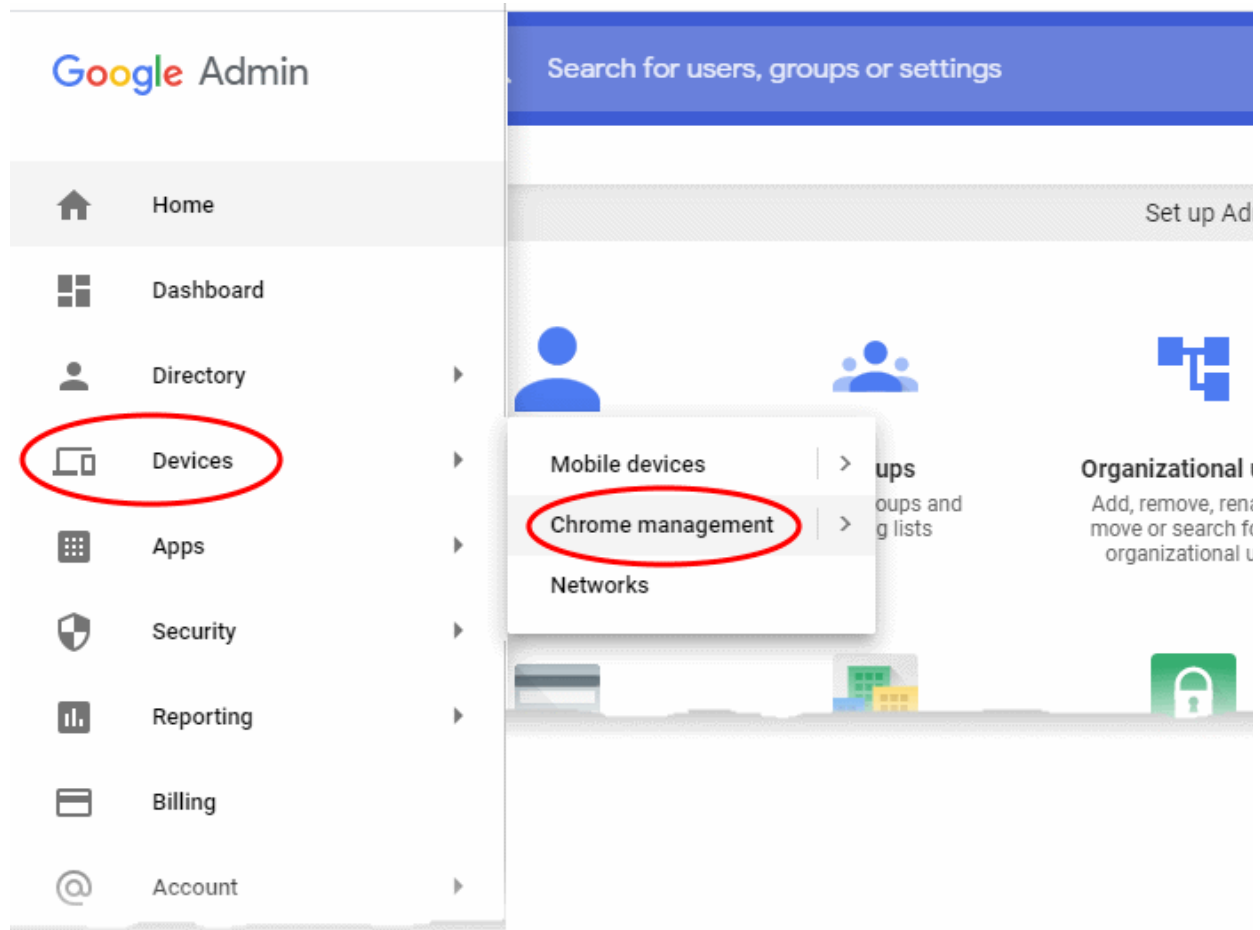 Google Admin
Search for users, groups or settings
Home
Set up Ad
Dashboard
Directory
Devices
Apps
Security
Reporting
Billing
Account
Mobile devices
Chrome management
Networks
ups
oups and
g lists
Organizational u
Add, remove, rena
move or search fo
organizational u